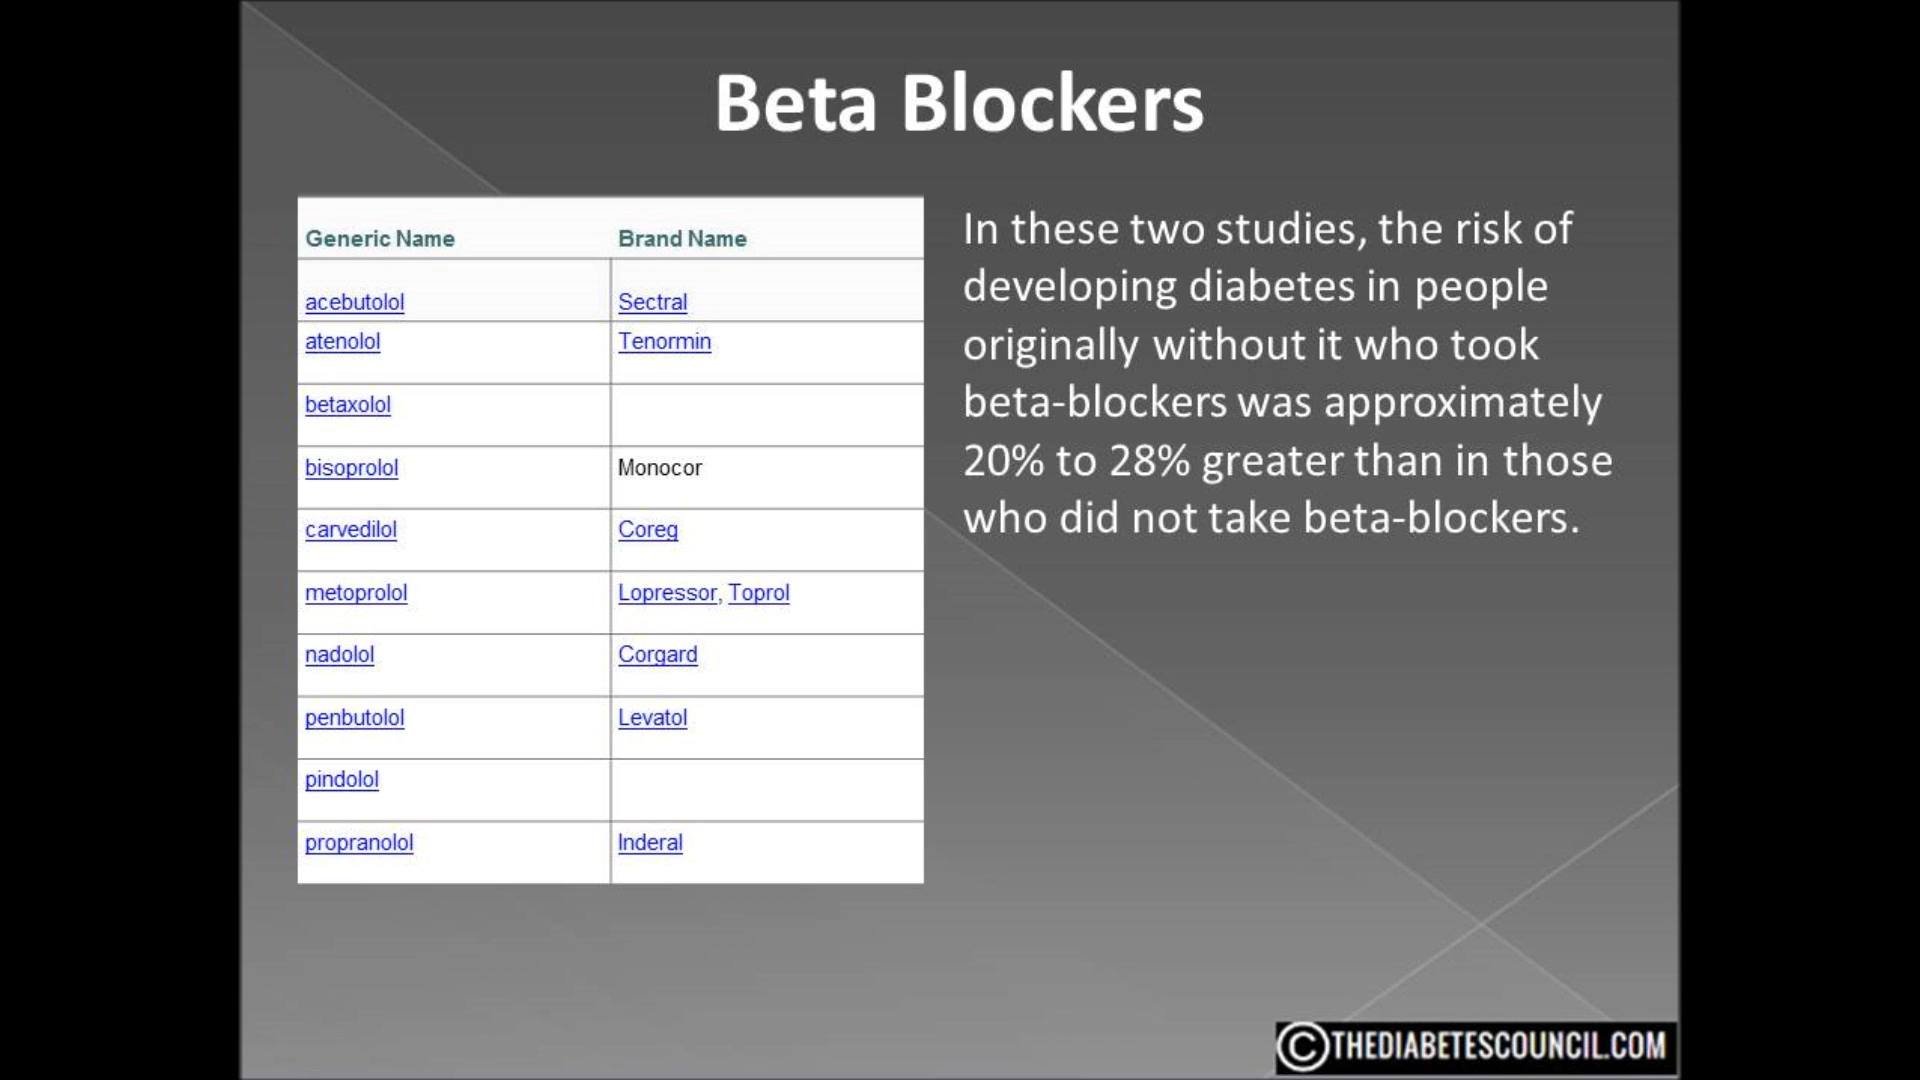 Beta Blockers
Generic Name Brand Name
acebutolol Sectral
atenolol Tenormin
betaxolol
bisoprolol Monocor
carvedilol Coreg
metoprolol Lopressor, Toprol
nadolol Corgard
penbutolol Levatol
pindolol
propranolol Inderal
In these two studies, the risk of
developing diabetes in people
originally without it who took
beta-blockers was approximately
20% to 28% greater than in those
who did not take beta-blockers.
©THEDIABETESCOUNCIL.COM